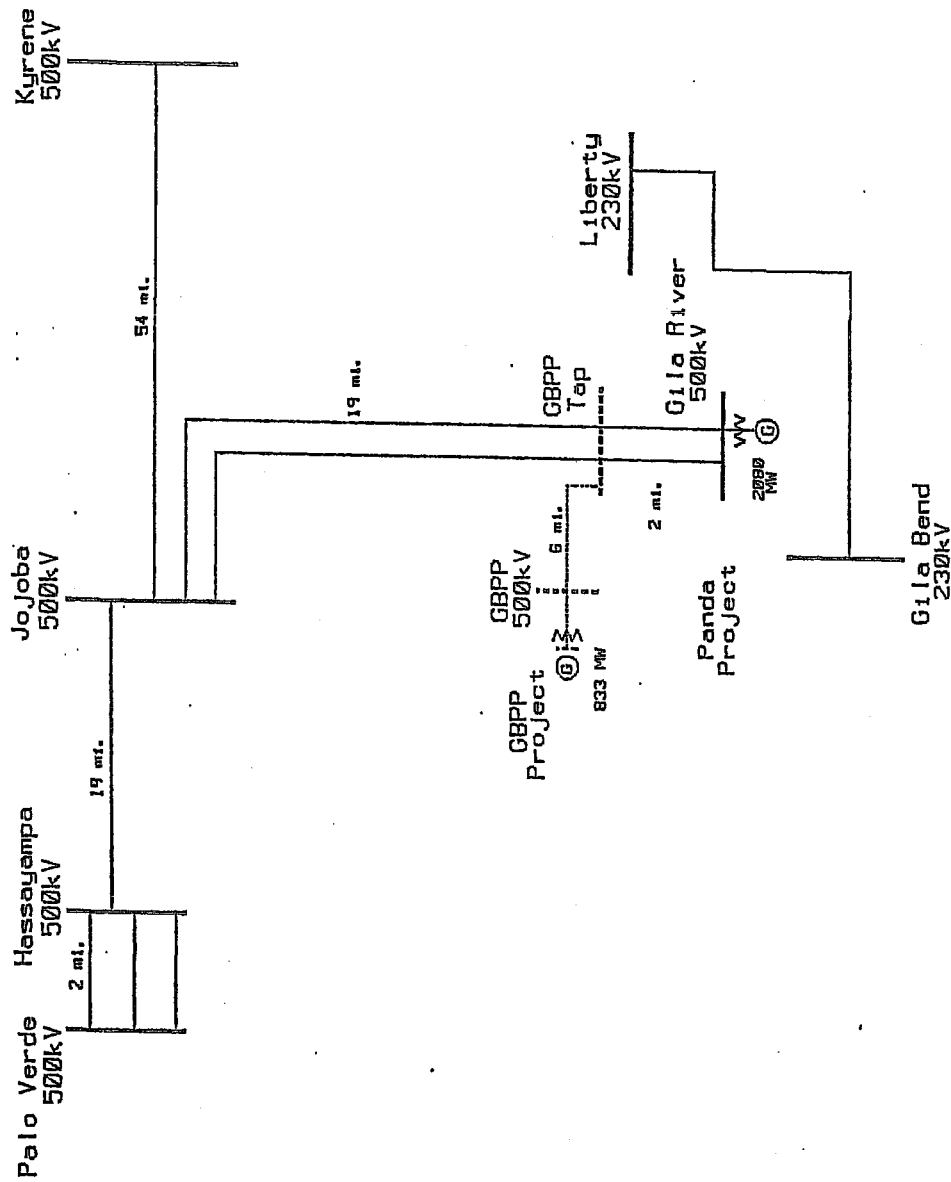 Palo Verde
500kV
2 mi.
Hassayampa
500kV
19 mi.
Jojoba
500kV
54 mi.
Kyrene
500kV
19 mi.
GBPP
Project
G
833 MW
GBPP
500kV
6 mi.
GBPP
Tap
2 mi.
Panda
Project
Gila River
500kV
2080
MW
G
Liberty
230kV
Gila Bend
230kV